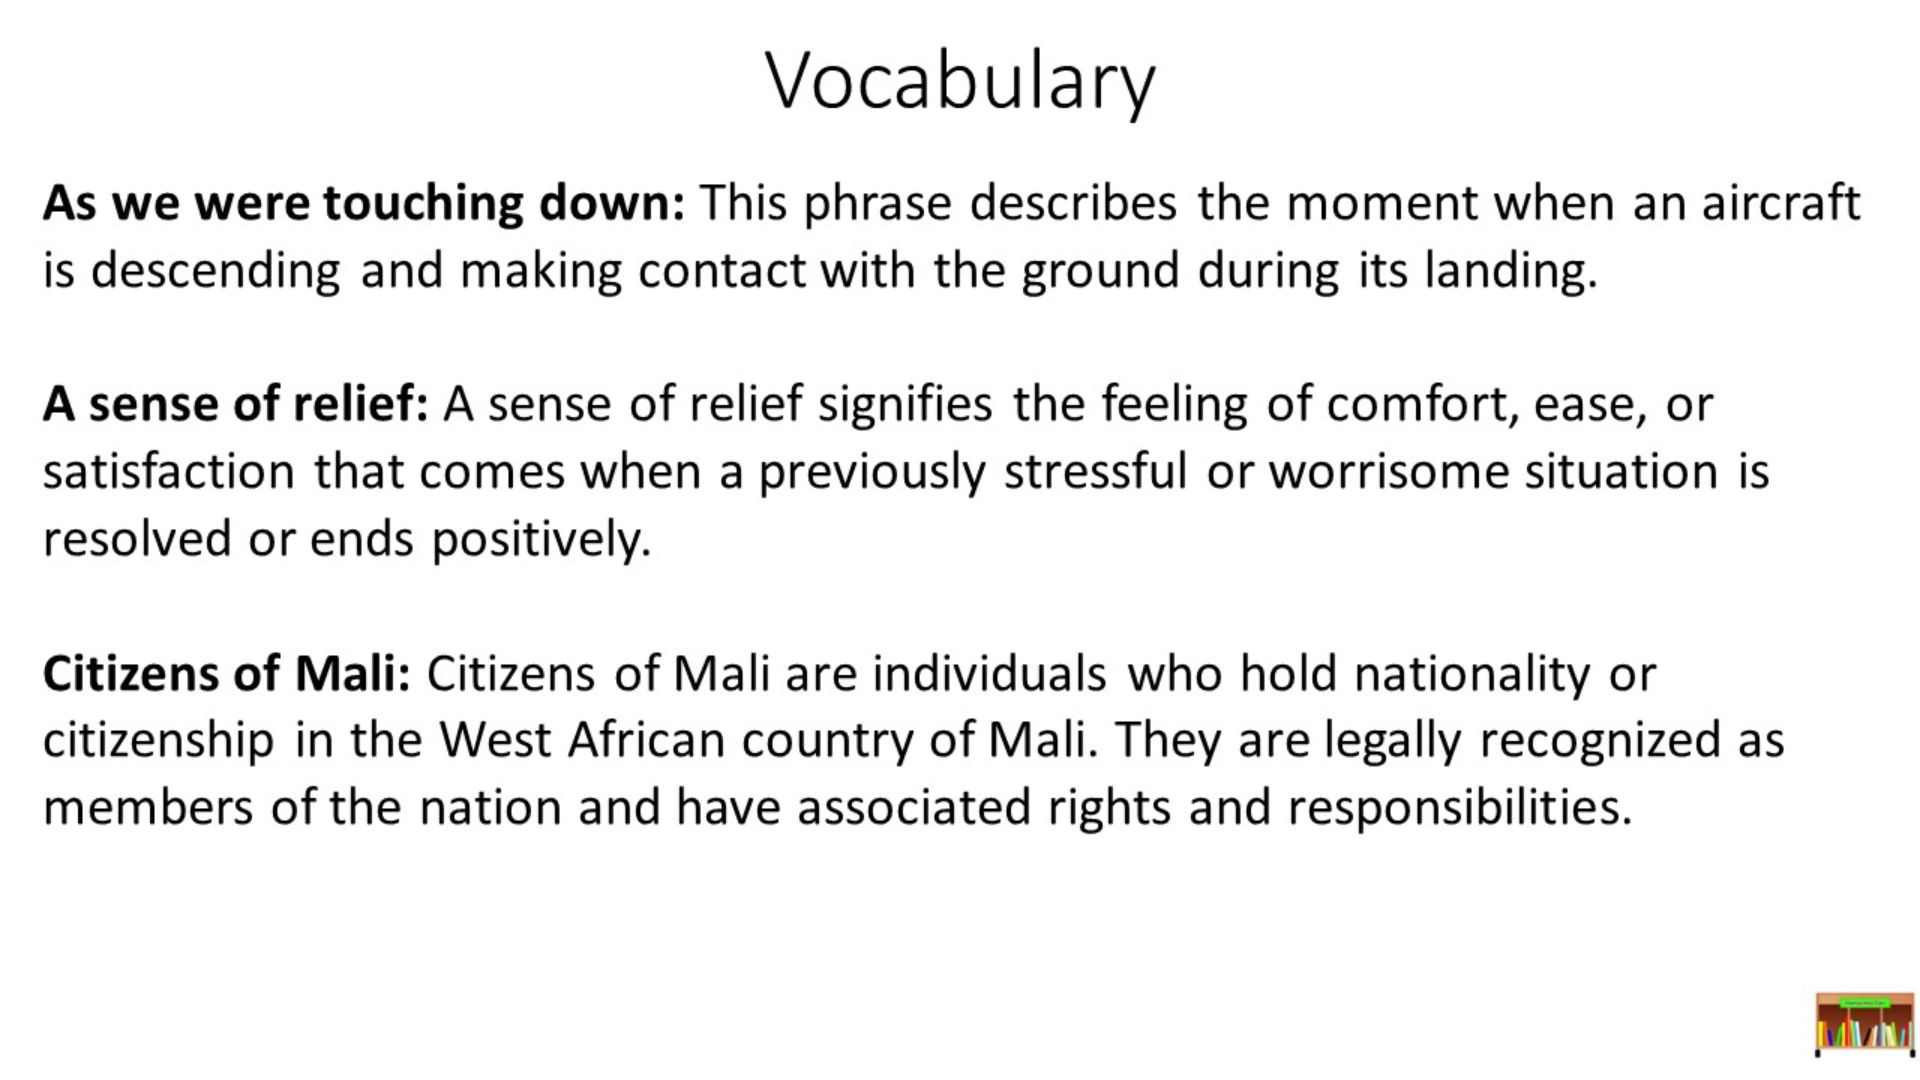 Vocabulary
As we were touching down: This phrase describes the moment when an aircraft
is descending and making contact with the ground during its landing.
A sense of relief: A sense of relief signifies the feeling of comfort, ease, or
satisfaction that comes when a previously stressful or worrisome situation is
resolved or ends positively.
Citizens of Mali: Citizens of Mali are individuals who hold nationality or
citizenship in the West African country of Mali. They are legally recognized as
members of the nation and have associated rights and responsibilities.